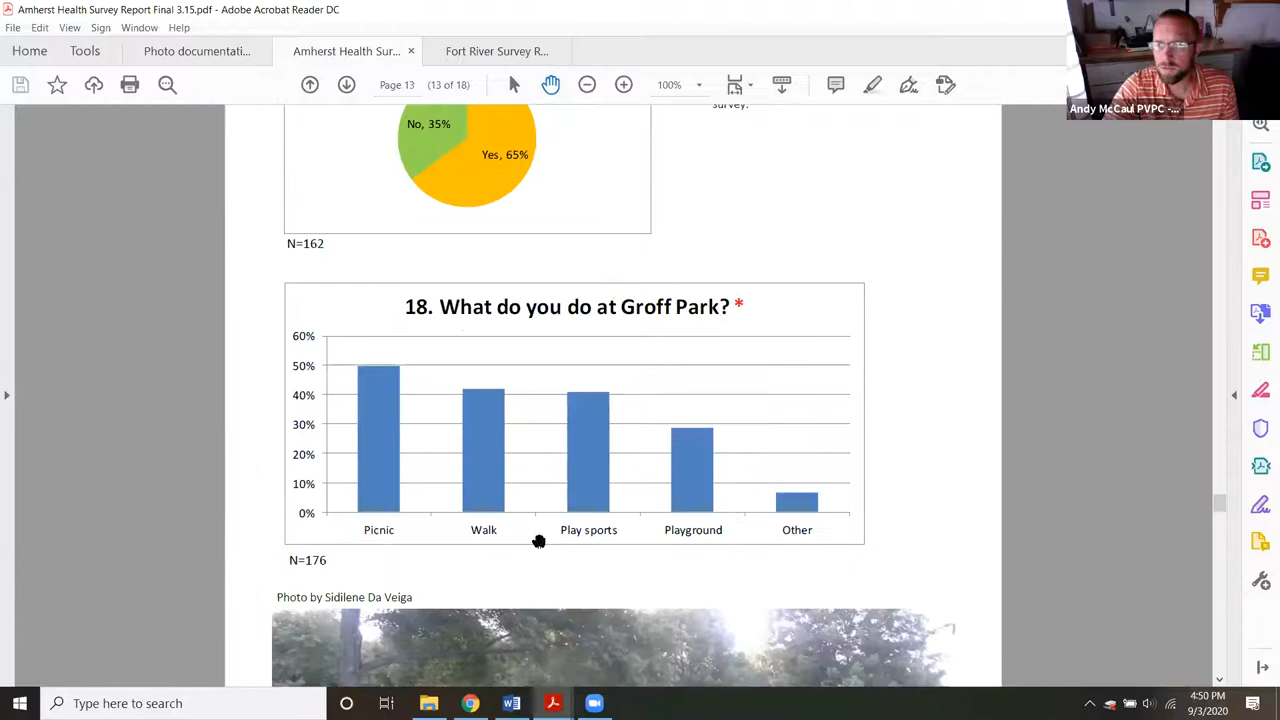 Amherst Health Survey Report Final 3.15.pdf - Adobe Acrobat Reader DC
File Edit View Sign Window Help
Home Tools Photo documentati... Amherst Health Sur... × Fort River Survey R...
Page 13 (13 of 18) 100%
Andy McCaul PVPC -...
survey.
No, 35%
Yes, 65%
N=162
18. What do you do at Groff Park? *
60%
50%
40%
30%
20%
10%
0%
Picnic Walk Play sports Playground Other
N=176
Photo by Sidilene Da Veiga
Type here to search
4:50 PM
9/3/2020